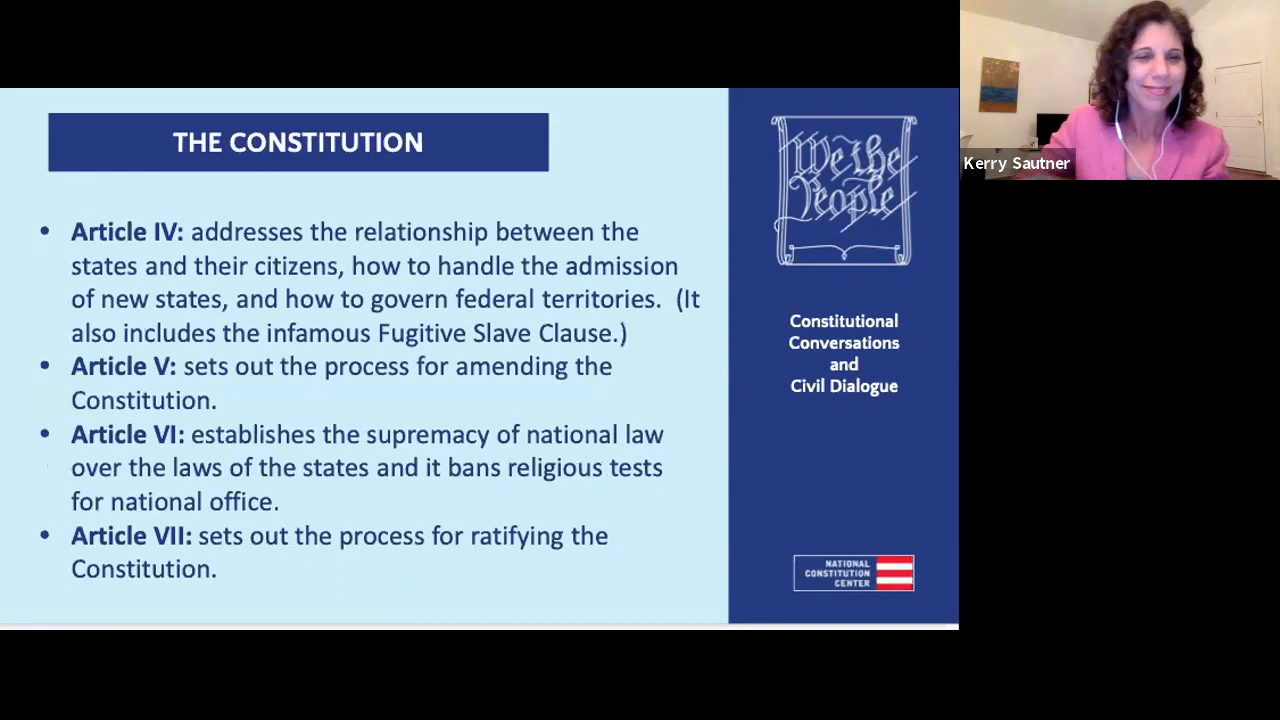 THE CONSTITUTION
• Article IV: addresses the relationship between the
states and their citizens, how to handle the admission
of new states, and how to govern federal territories.  (It
also includes the infamous Fugitive Slave Clause.)
• Article V: sets out the process for amending the
Constitution.
• Article VI: establishes the supremacy of national law
over the laws of the states and it bans religious tests
for national office.
• Article VII: sets out the process for ratifying the
Constitution.
We the
People
Constitutional
Conversations
and
Civil Dialogue
NATIONAL
CONSTITUTION
CENTER
Kerry Sautner